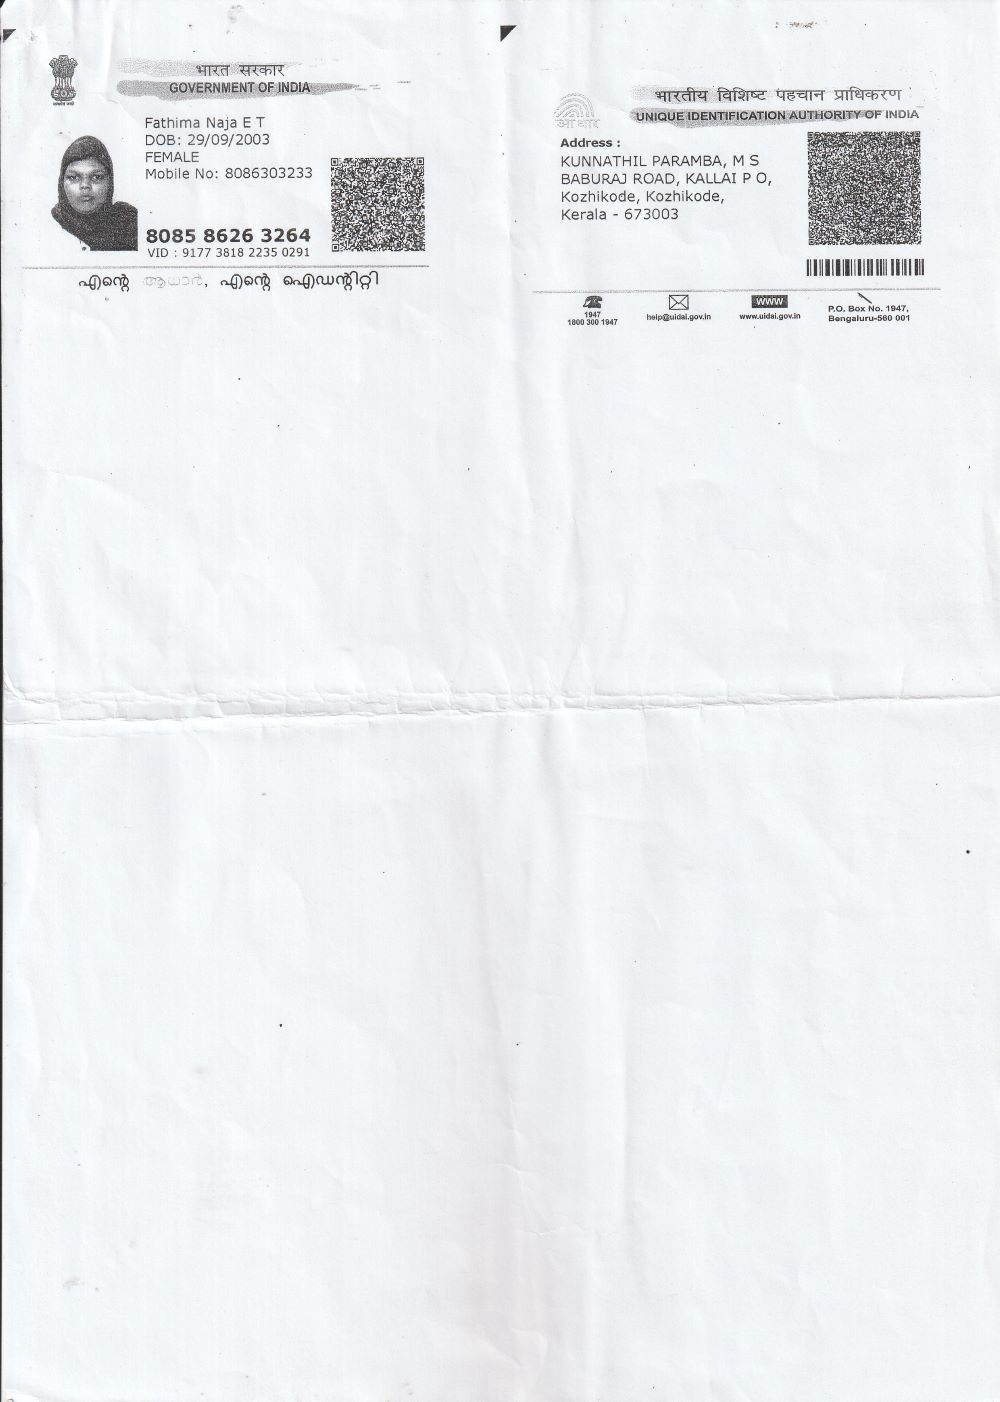 भारत सरकार
GOVERNMENT OF INDIA
Fathima Naja E T
DOB: 29/09/2003
FEMALE
Mobile No: 8086303233
8085 8626 3264
VID : 9177 3818 2235 0291
എന്റെ ആധാർ, എന്റെ ഐഡന്റിറ്റി
भारतीय विशिष्ट पहचान प्राधिकरण
UNIQUE IDENTIFICATION AUTHORITY OF INDIA
आधार
Address :
KUNNATHIL PARAMBA, M S
BABURAJ ROAD, KALLAI P O,
Kozhikode, Kozhikode,
Kerala - 673003
1947
1800 300 1947
help@uidai.gov.in
WWW
www.uidai.gov.in
P.O. Box No. 1947,
Bengaluru-560 001